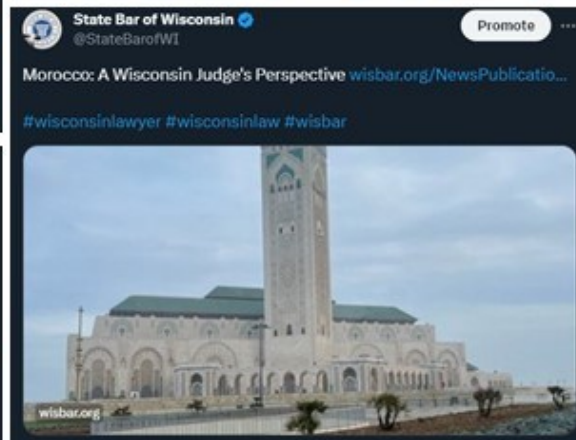 State Bar of Wisconsin
@StateBarofWI
Promote
Morocco: A Wisconsin Judge's Perspective wisbar.org/NewsPublicatio...
#wisconsinlawyer #wisconsinlaw #wisbar
wisbar.org